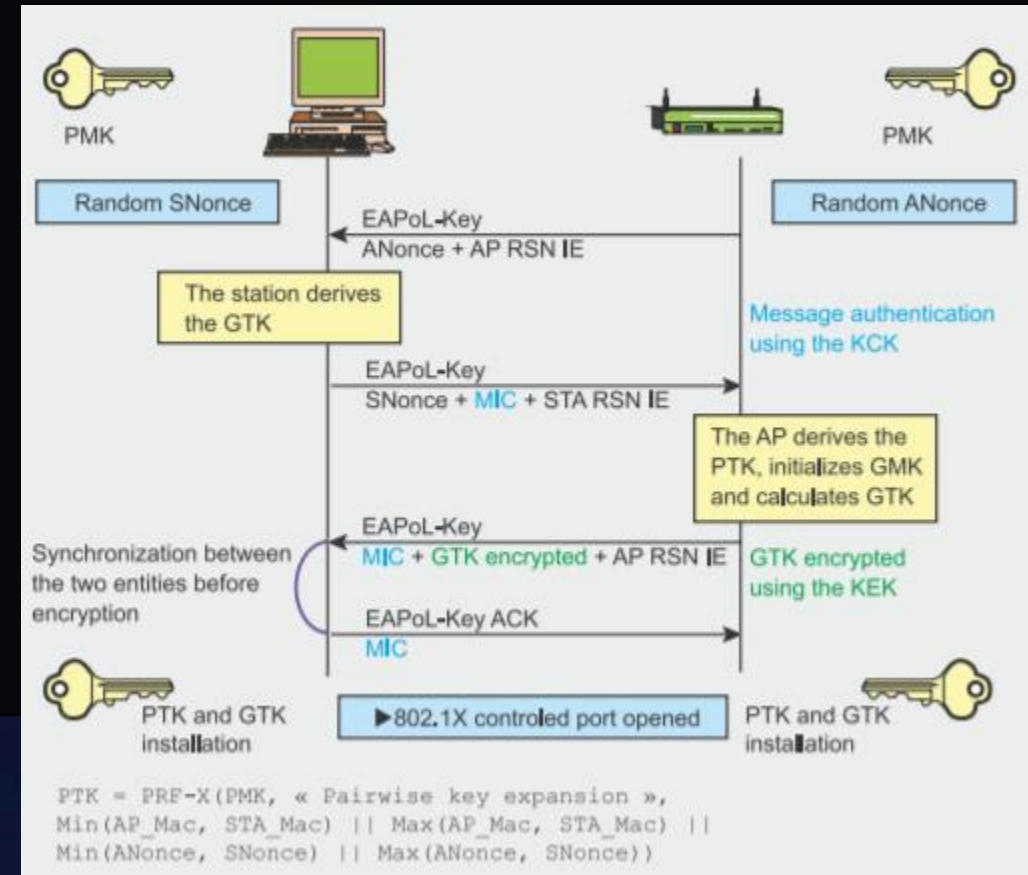 PMK
PMK
Random SNonce
Random ANonce
EAPoL-Key
ANonce + AP RSN IE
The station derives
the GTK
Message authentication
using the KCK
EAPoL-Key
SNonce + MIC + STA RSN IE
The AP derives the
PTK, initializes GMK
and calculates GTK
EAPoL-Key
MIC + GTK encrypted + AP RSN IE
Synchronization between
the two entities before
encryption
GTK encrypted
using the KEK
EAPoL-Key ACK
MIC
PTK and GTK
installation
▶802.1X controled port opened
PTK and GTK
installation
PTK = PRF-X(PMK, « Pairwise key expansion »,
Min(AP_Mac, STA_Mac) || Max(AP_Mac, STA_Mac) ||
Min(ANonce, SNonce) || Max(ANonce, SNonce))